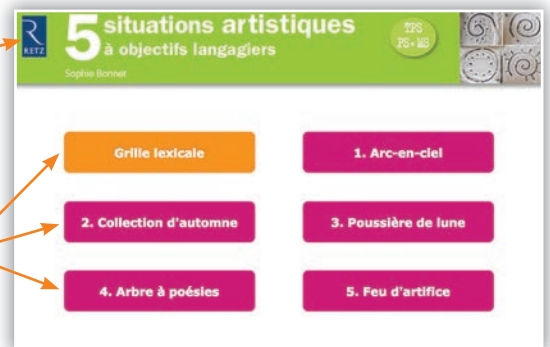 RETZ
5 situations artistiques
à objectifs langagiers
Sophie Bonnet
TPS
PS • MS
Grille lexicale
1. Arc-en-ciel
2. Collection d'automne
3. Poussière de lune
4. Arbre à poésies
5. Feu d'artifice